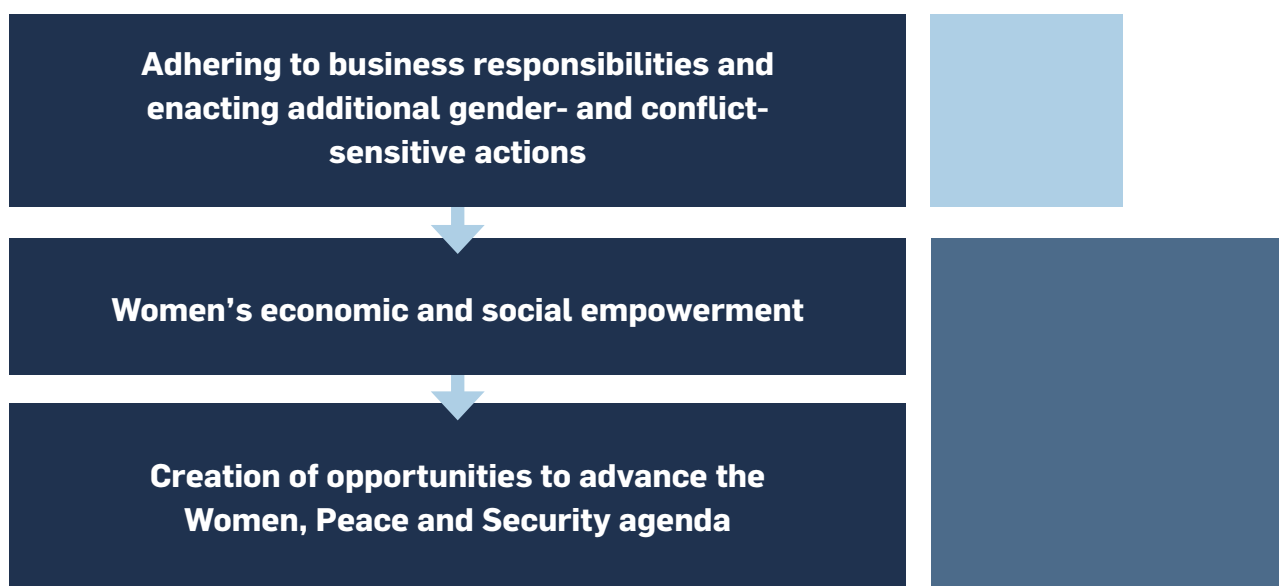 Adhering to business responsibilities and
enacting additional gender- and conflict-
sensitive actions
Women’s economic and social empowerment
Creation of opportunities to advance the
Women, Peace and Security agenda